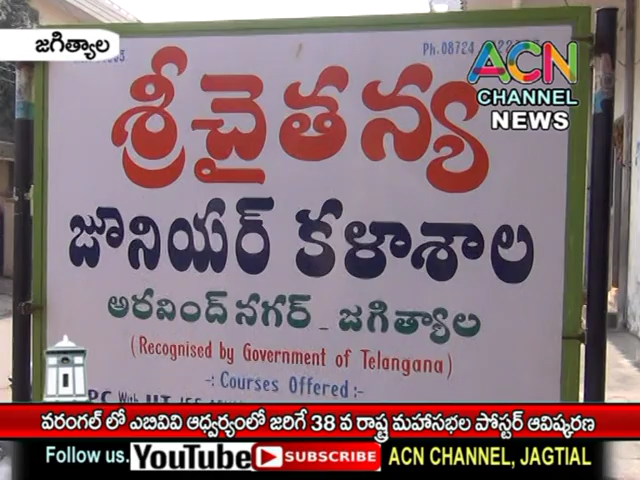 జగిత్యాల
Ph.08724
ACN
CHANNEL
NEWS
శ్రీచైతన్య
జూనియర్ కళాశాల
అరవింద్ నగర్ - జగిత్యాల
(Recognised by Government of Telangana)
-: Courses Offered :-
వరంగల్ లో ఎబివివి ఆధ్వర్యంలో జరిగే 38 వ రాష్ట్ర మహాసభల పోస్టర్ ఆవిష్కరణ
Follow us. YouTube SUBSCRIBE ACN CHANNEL, JAGTIAL